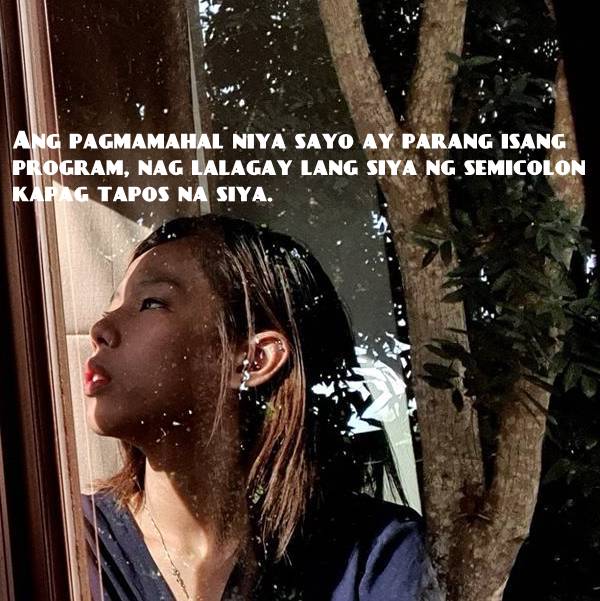 Ang pagmamahal niya sayo ay parang isang
program, nag lalagay lang siya ng semicolon
kapag tapos na siya.